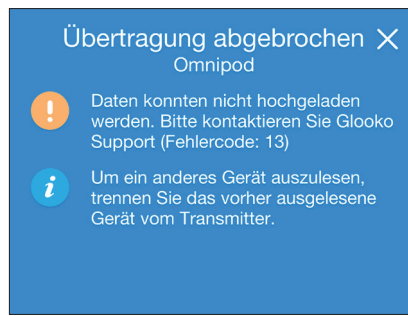 Übertragung abgebrochen
Omnipod
Daten konnten nicht hochgeladen
werden. Bitte kontaktieren Sie Glooko
Support (Fehlercode: 13)
Um ein anderes Gerät auszulesen,
trennen Sie das vorher ausgelesene
Gerät vom Transmitter.